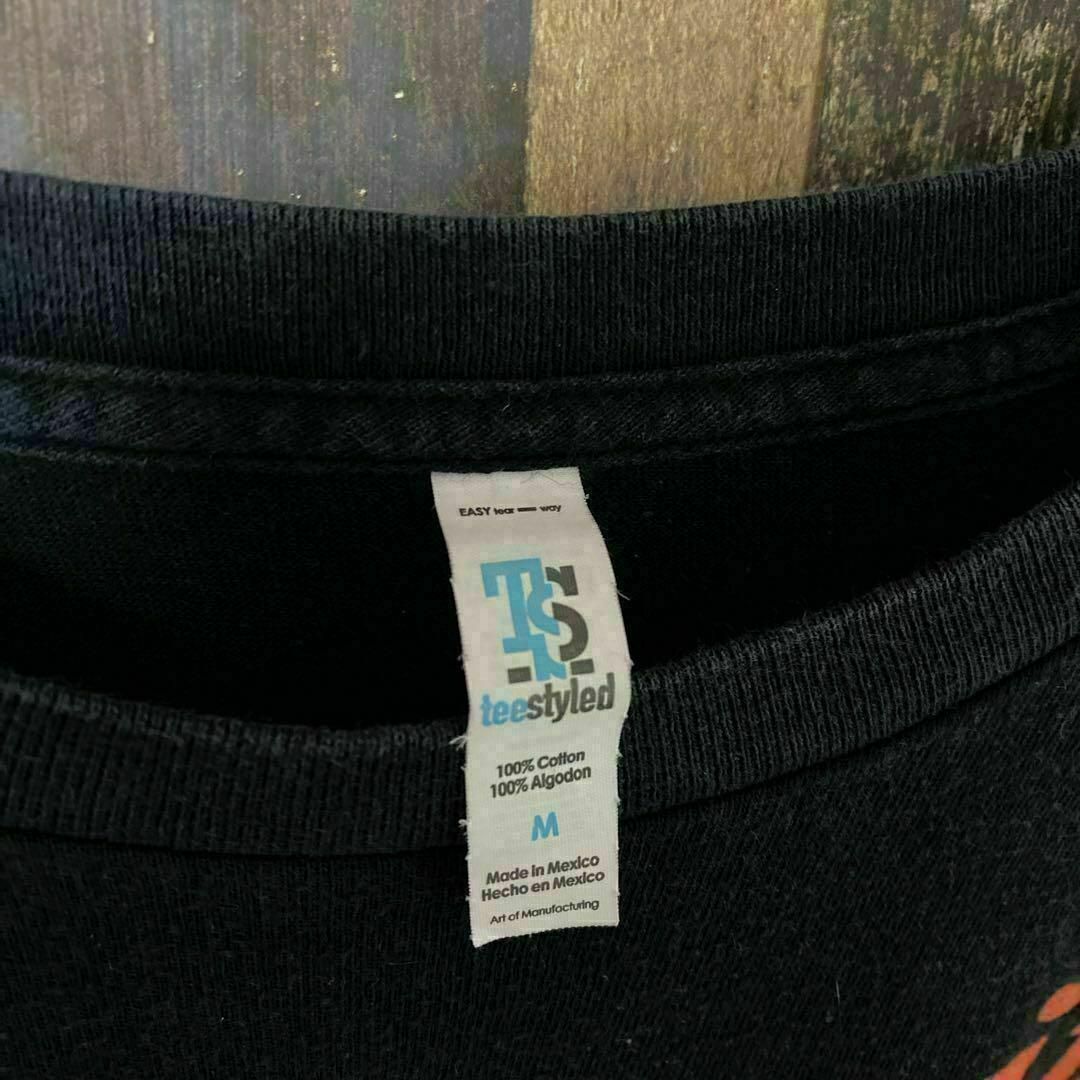 EASY tear way
TS
teestyled
100% Cotton
100% Algodon
M
Made in Mexico
Hecho en Mexico
Art of Manufacturing